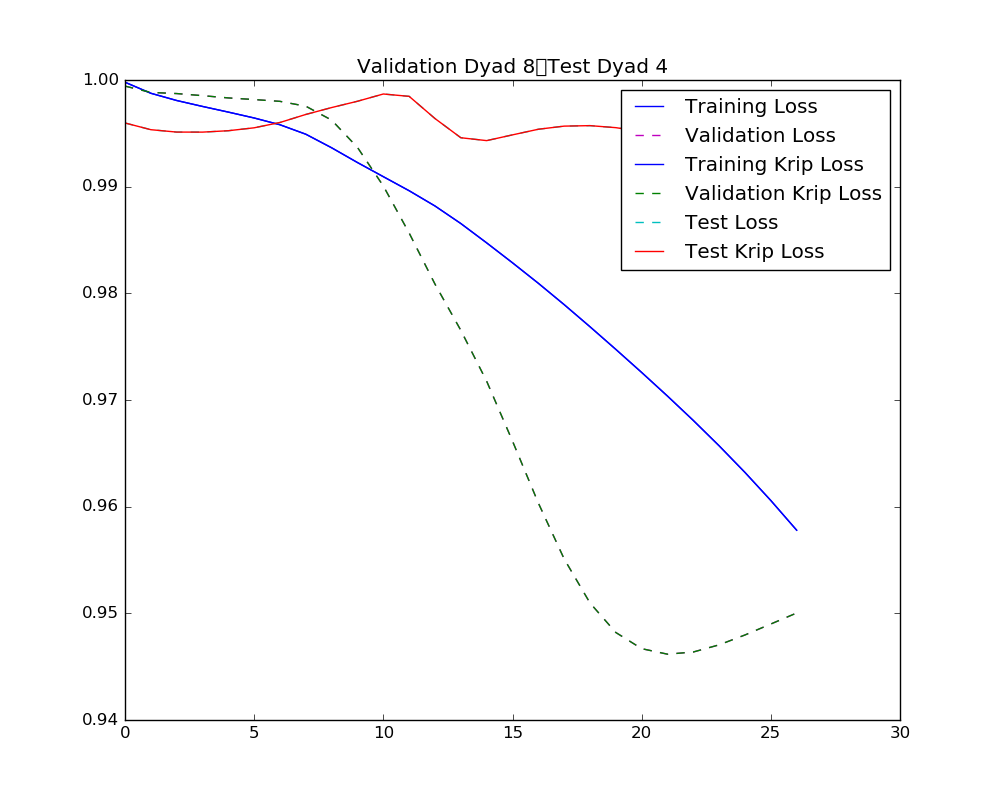 Validation Dyad 8▯Test Dyad 4
1.00
0.99
0.98
0.97
0.96
0.95
0.94
0
5
10
15
20
25
30
Training Loss
Validation Loss
Training Krip Loss
Validation Krip Loss
Test Loss
Test Krip Loss